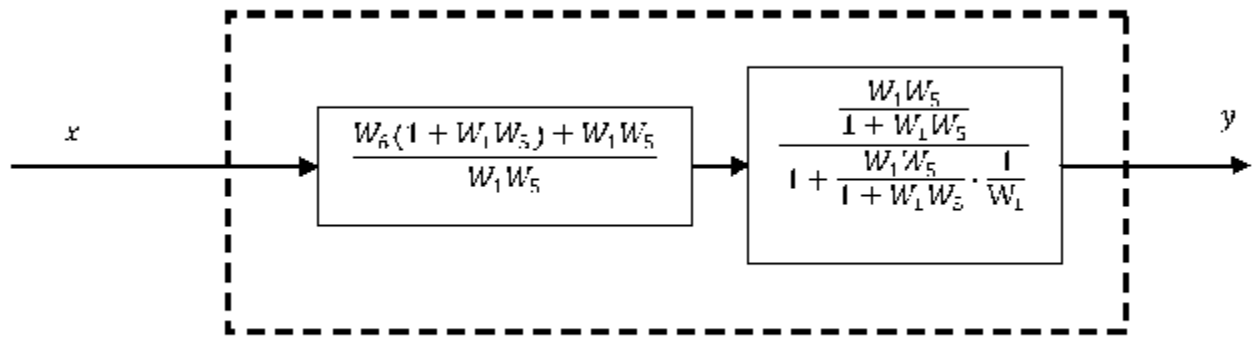 x
y
W₆(1 + W₁W₅) + W₁W₅
W₁W₅
W₁W₅
1 + W₁W₅
1 + W₁W₅ / 1 + W₁W₅ · 1 / W₁